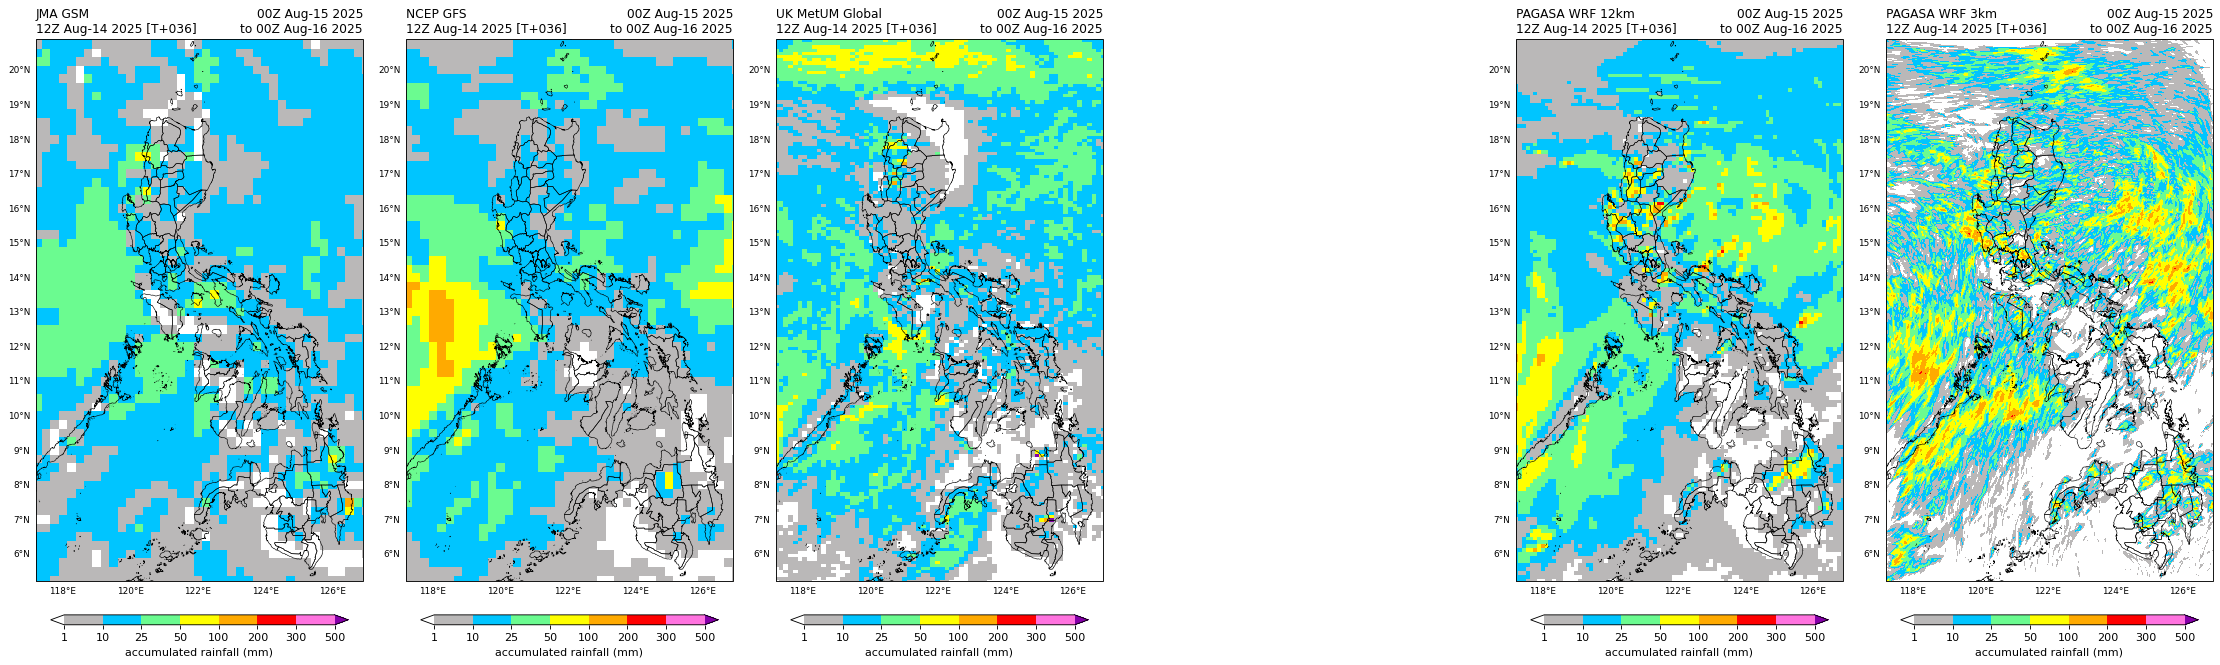 JMA GSM 00Z Aug-15 2025
12Z Aug-14 2025 [T+036] to 00Z Aug-16 2025
20°N
19°N
18°N
17°N
16°N
15°N
14°N
13°N
12°N
11°N
10°N
9°N
8°N
7°N
6°N
118°E 120°E 122°E 124°E 126°E
1 10 25 50 100 200 300 500
accumulated rainfall (mm)
NCEP GFS 00Z Aug-15 2025
12Z Aug-14 2025 [T+036] to 00Z Aug-16 2025
20°N
19°N
18°N
17°N
16°N
15°N
14°N
13°N
12°N
11°N
10°N
9°N
8°N
7°N
6°N
118°E 120°E 122°E 124°E 126°E
1 10 25 50 100 200 300 500
accumulated rainfall (mm)
UK MetUM Global 00Z Aug-15 2025
12Z Aug-14 2025 [T+036] to 00Z Aug-16 2025
20°N
19°N
18°N
17°N
16°N
15°N
14°N
13°N
12°N
11°N
10°N
9°N
8°N
7°N
6°N
118°E 120°E 122°E 124°E 126°E
1 10 25 50 100 200 300 500
accumulated rainfall (mm)
PAGASA WRF 12km 00Z Aug-15 2025
12Z Aug-14 2025 [T+036] to 00Z Aug-16 2025
20°N
19°N
18°N
17°N
16°N
15°N
14°N
13°N
12°N
11°N
10°N
9°N
8°N
7°N
6°N
118°E 120°E 122°E 124°E 126°E
1 10 25 50 100 200 300 500
accumulated rainfall (mm)
PAGASA WRF 3km 00Z Aug-15 2025
12Z Aug-14 2025 [T+036] to 00Z Aug-16 2025
20°N
19°N
18°N
17°N
16°N
15°N
14°N
13°N
12°N
11°N
10°N
9°N
8°N
7°N
6°N
118°E 120°E 122°E 124°E 126°E
1 10 25 50 100 200 300 500
accumulated rainfall (mm)